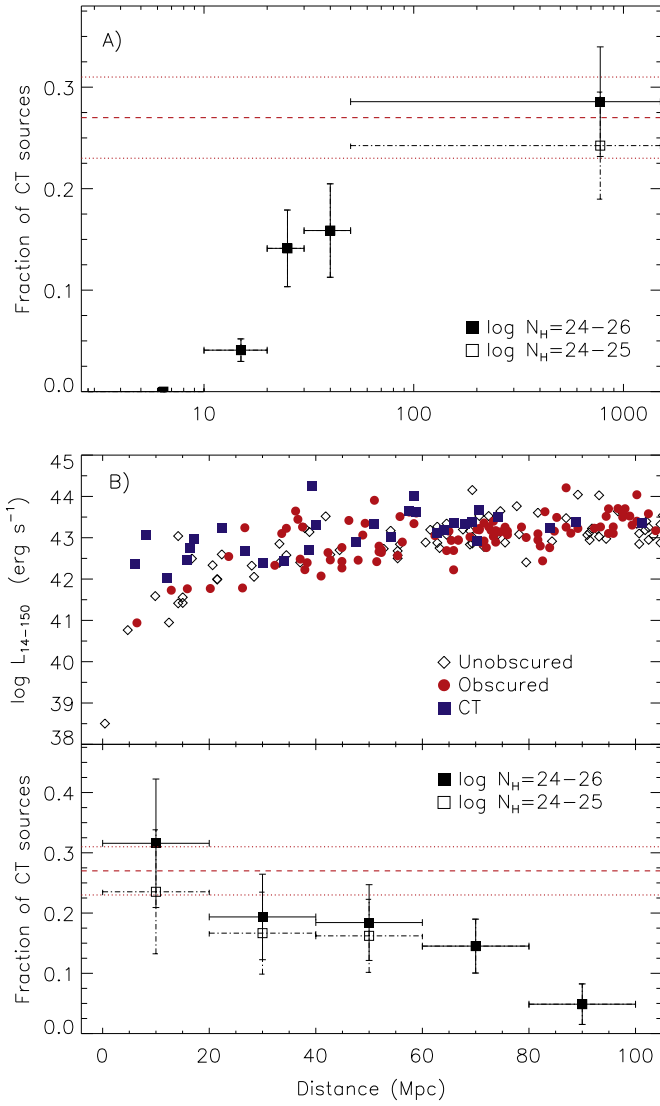 A)
Fraction of CT sources
0.3
0.2
0.1
0.0
log N_H=24−26
log N_H=24−25
10 100 1000
B)
log L_14−150 (erg s⁻¹)
45
44
43
42
41
40
39
38
Unobscured
Obscured
CT
Fraction of CT sources
0.4
0.3
0.2
0.1
0.0
log N_H=24−26
log N_H=24−25
0 20 40 60 80 100
Distance (Mpc)